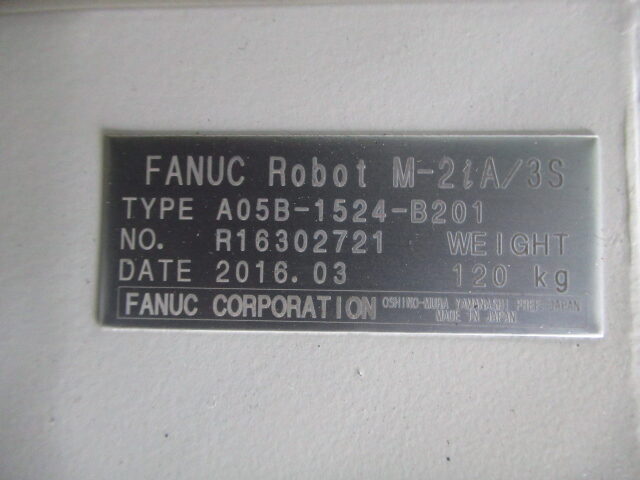 FANUC Robot M-2iA/3S
TYPE A05B-1524-B201
NO. R16302721 WEIGHT
DATE 2016.03 120 kg
FANUC CORPORATION OSHINO-MURA YAMANASHI PREF. JAPAN
MADE IN JAPAN